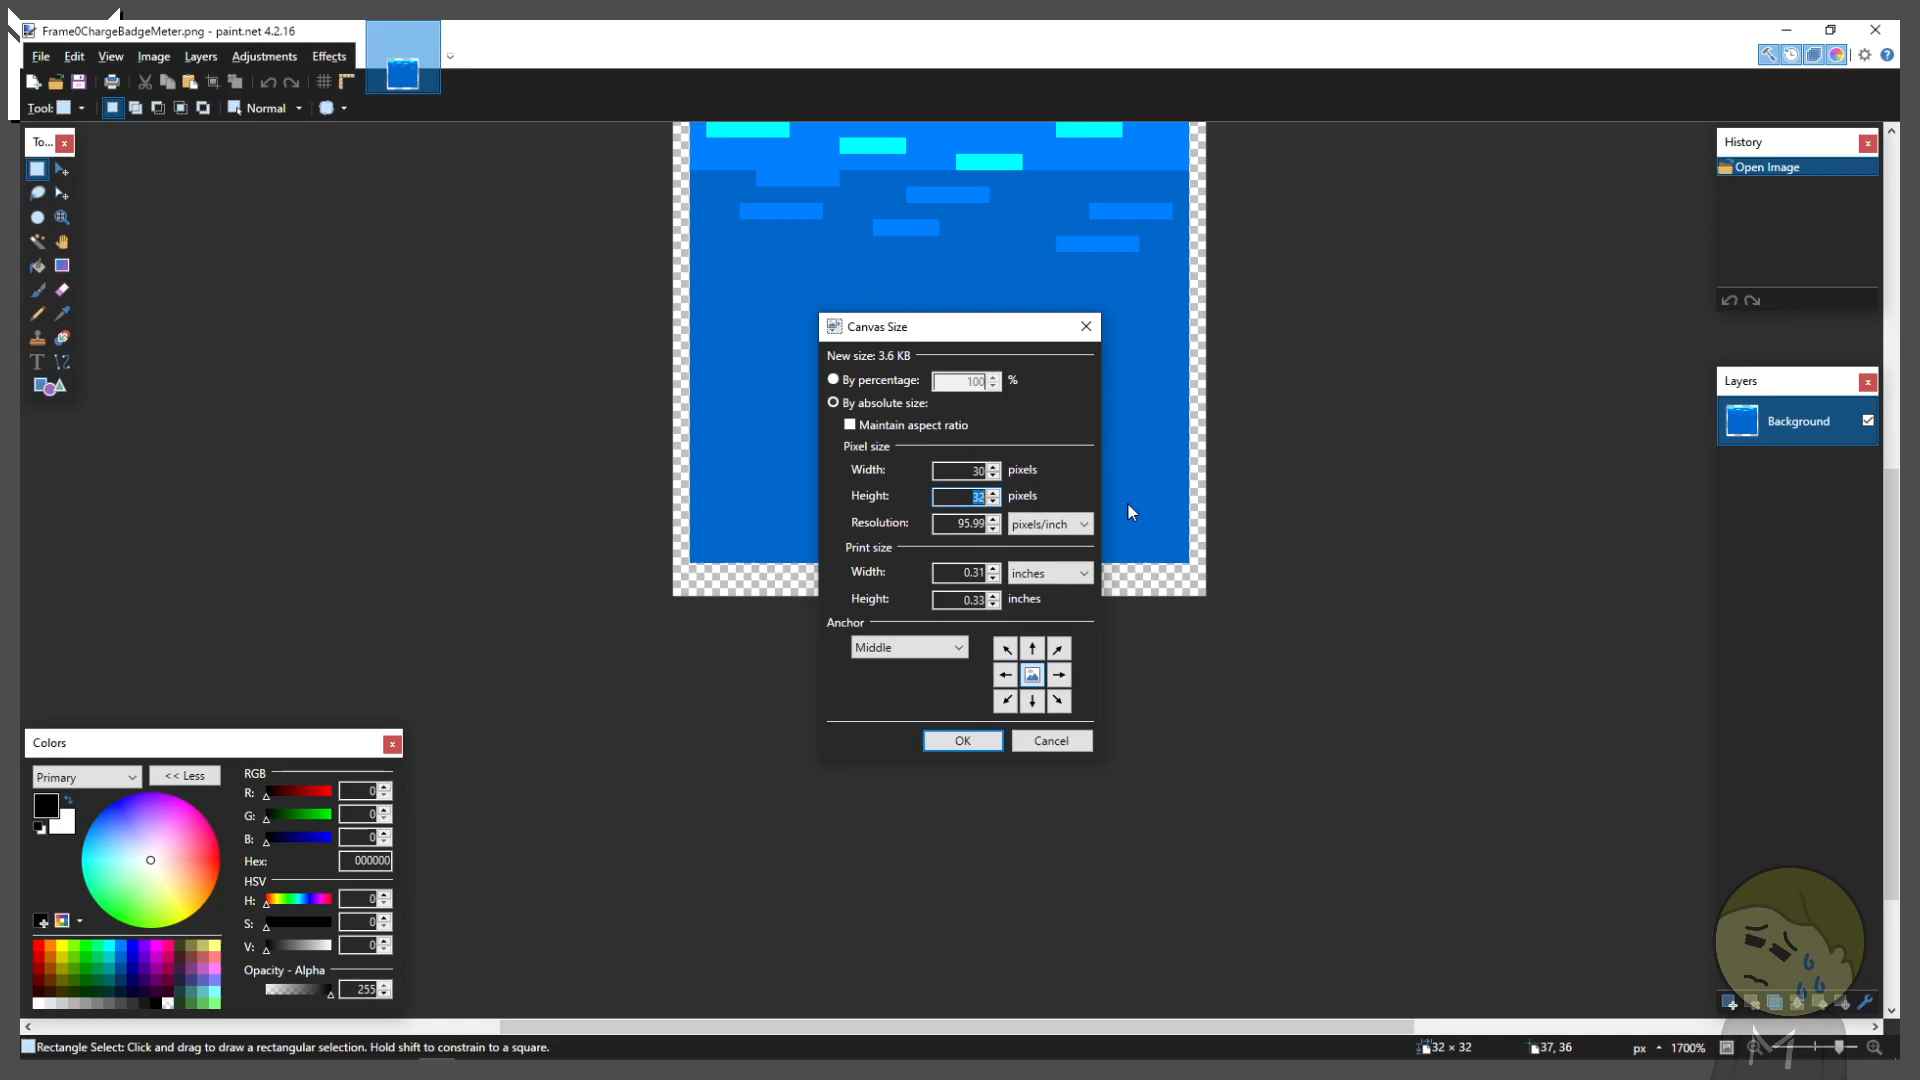 Frame0ChargeBadgeMeter.png - paint.net 4.2.16
File Edit View Image Layers Adjustments Effects
Tool: Normal
To...
History
Open Image
Layers
Background
Canvas Size
New size: 3.6 KB
By percentage: 100 %
By absolute size:
Maintain aspect ratio
Pixel size
Width: 30 pixels
Height: 32 pixels
Resolution: 95.99 pixels/inch
Print size
Width: 0.31 inches
Height: 0.33 inches
Anchor
Middle
OK Cancel
Colors
Primary << Less
RGB
R: 0
G: 0
B: 0
Hex: 000000
HSV
H: 0
S: 0
V: 0
Opacity - Alpha
255
Rectangle Select: Click and drag to draw a rectangular selection. Hold shift to constrain to a square.
32 × 32 37, 36 px 1700%